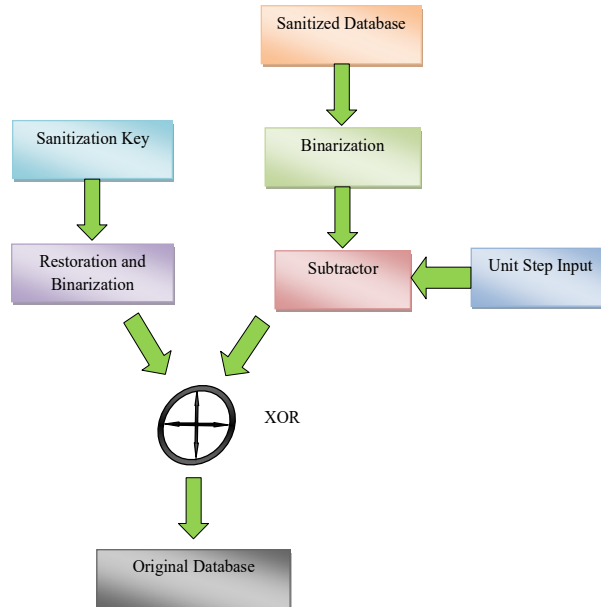 Sanitized Database
Sanitization Key
Binarization
Restoration and
Binarization
Subtractor
Unit Step Input
XOR
Original Database